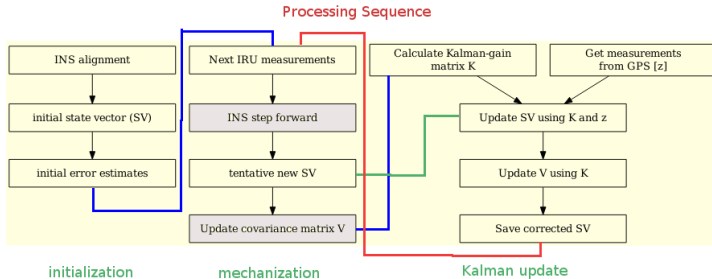 Processing Sequence
INS alignment
initial state vector (SV)
initial error estimates
initialization
Next IRU measurements
INS step forward
tentative new SV
Update covariance matrix V
mechanization
Calculate Kalman-gain
matrix K
Get measurements
from GPS [z]
Update SV using K and z
Update V using K
Save corrected SV
Kalman update